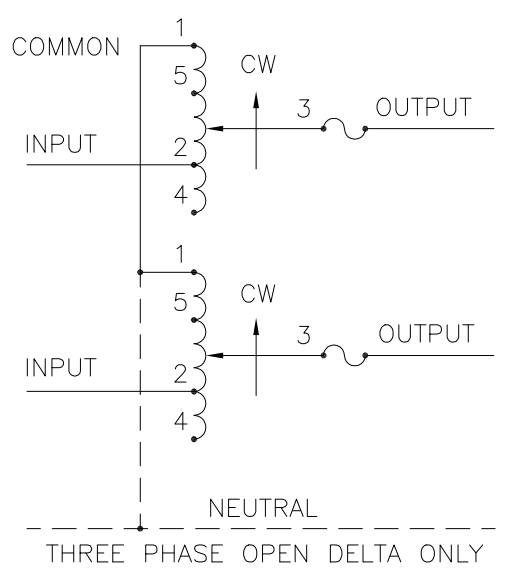 1
COMMON
CW
5
3
OUTPUT
INPUT
2
4
1
CW
5
3
OUTPUT
INPUT
2
4
NEUTRAL
THREE PHASE OPEN DELTA ONLY